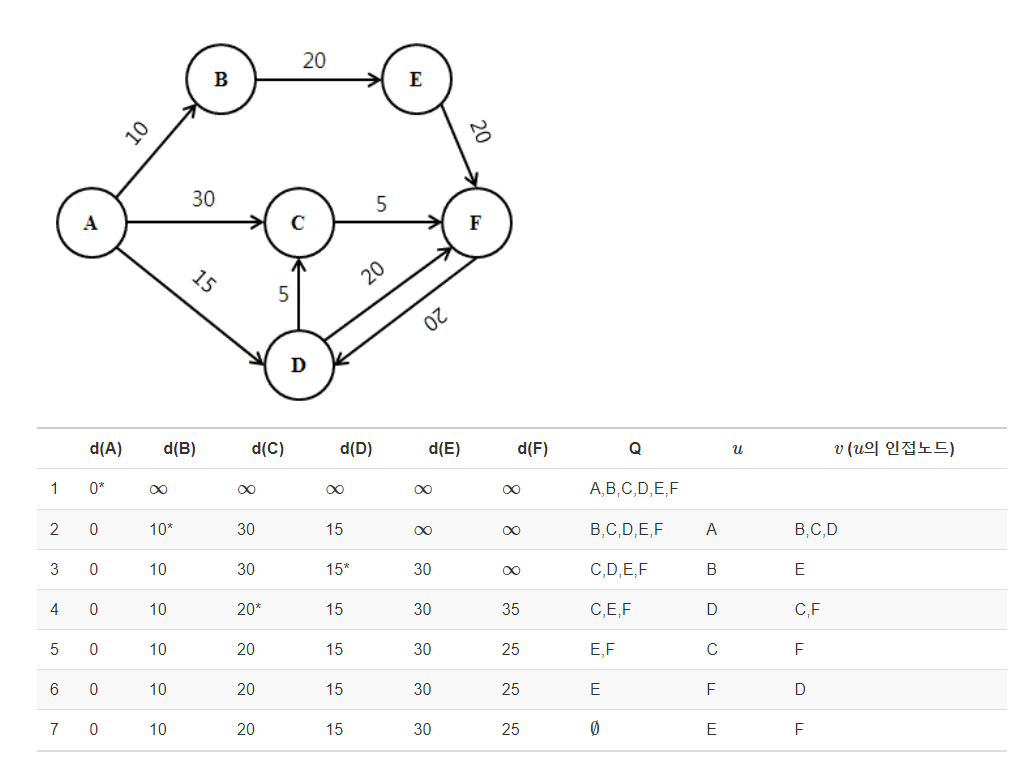 20
B
E
10
20
30
5
A
C
F
15
20
5
20
D
d(A) d(B) d(C) d(D) d(E) d(F) Q u v (u의 인접노드)
1 0* ∞ ∞ ∞ ∞ ∞ A,B,C,D,E,F
2 0 10* 30 15 ∞ ∞ B,C,D,E,F A B,C,D
3 0 10 30 15* 30 ∞ C,D,E,F B E
4 0 10 20* 15 30 35 C,E,F D C,F
5 0 10 20 15 30 25 E,F C F
6 0 10 20 15 30 25 E F D
7 0 10 20 15 30 25 ∅ E F